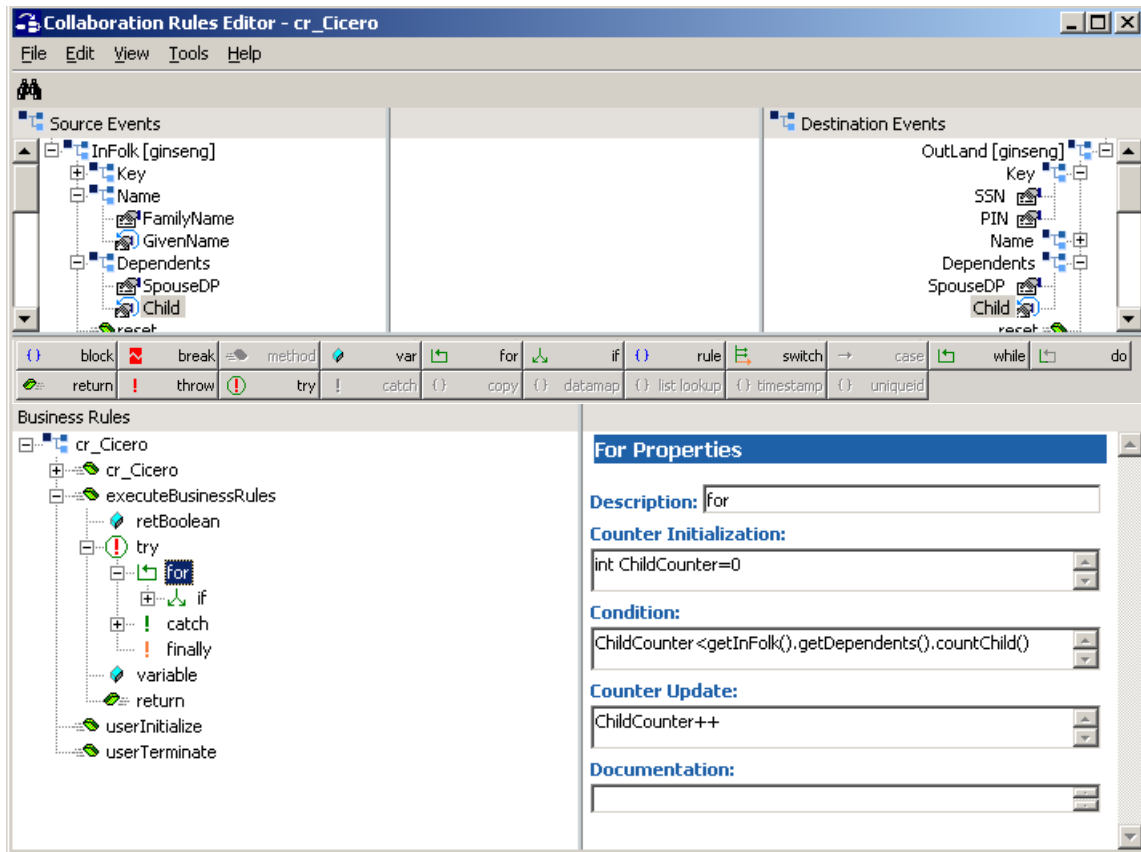 Collaboration Rules Editor - cr_Cicero
File Edit View Tools Help
Source Events
InFolk [ginseng]
Key
Name
FamilyName
GivenName
Dependents
SpouseDP
Child
reset
Destination Events
OutLand [ginseng]
Key
SSN
PIN
Name
Dependents
SpouseDP
Child
reset
{} block break method var for if {} rule switch case while do
return throw try catch {} copy {} datamap {} list lookup {} timestamp {} uniqueid
Business Rules
cr_Cicero
cr_Cicero
executeBusinessRules
retBoolean
try
for
if
catch
finally
variable
return
userInitialize
userTerminate
For Properties
Description: for
Counter Initialization:
int ChildCounter=0
Condition:
ChildCounter<getInFolk().getDependents().countChild()
Counter Update:
ChildCounter++
Documentation: